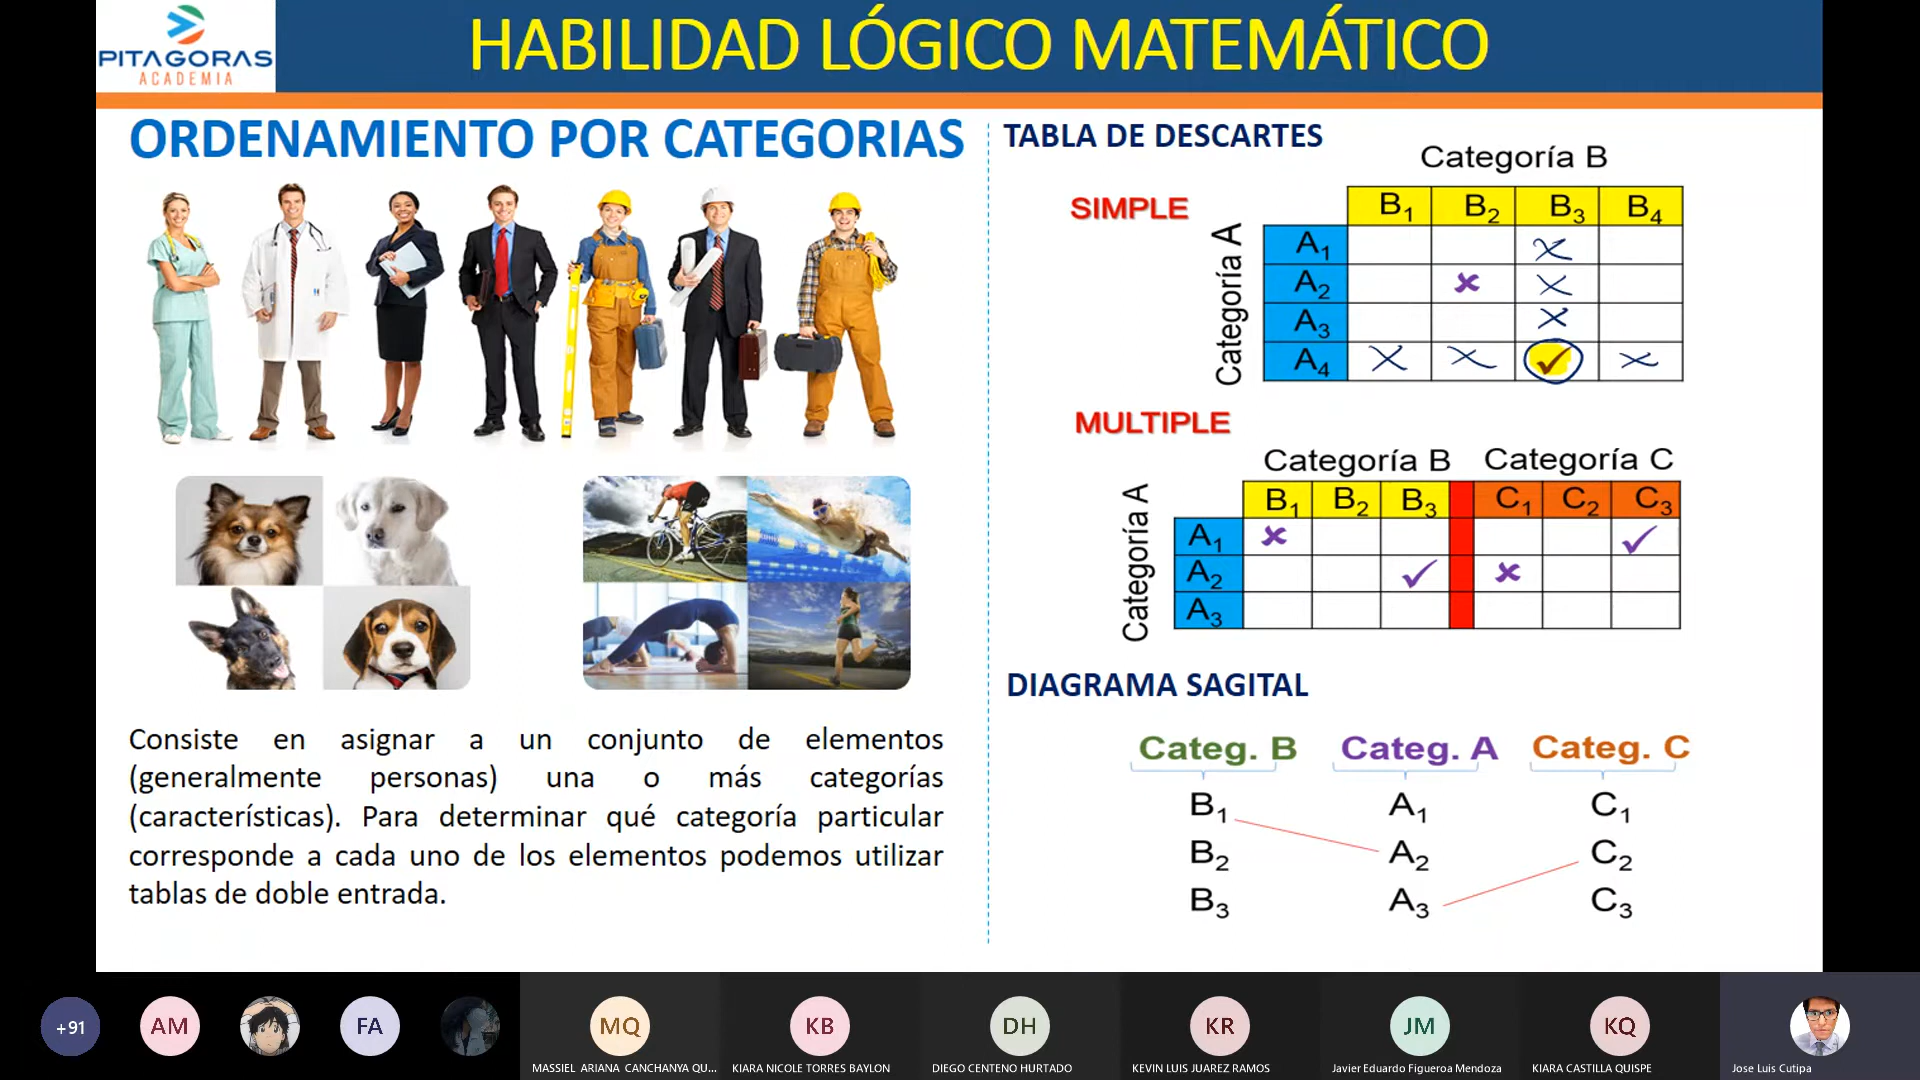 PITAGORAS
ACADEMIA
HABILIDAD LÓGICO MATEMÁTICO
ORDENAMIENTO POR CATEGORIAS
Consiste en asignar a un conjunto de elementos
(generalmente personas) una o más categorías
(características). Para determinar qué categoría particular
corresponde a cada uno de los elementos podemos utilizar
tablas de doble entrada.
TABLA DE DESCARTES
SIMPLE
Categoría B
Categoría A
B1 B2 B3 B4
A1
A2
A3
A4
MULTIPLE
Categoría B Categoría C
Categoría A
B1 B2 B3 C1 C2 C3
A1
A2
A3
DIAGRAMA SAGITAL
Categ. B Categ. A Categ. C
B1 A1 C1
B2 A2 C2
B3 A3 C3
+91 AM FA MQ KB DH KR JM KQ
MASSIEL ARIANA CANCHANYA QU... KIARA NICOLE TORRES BAYLON DIEGO CENTENO HURTADO KEVIN LUIS JUAREZ RAMOS Javier Eduardo Figueroa Mendoza KIARA CASTILLA QUISPE Jose Luis Cutipa